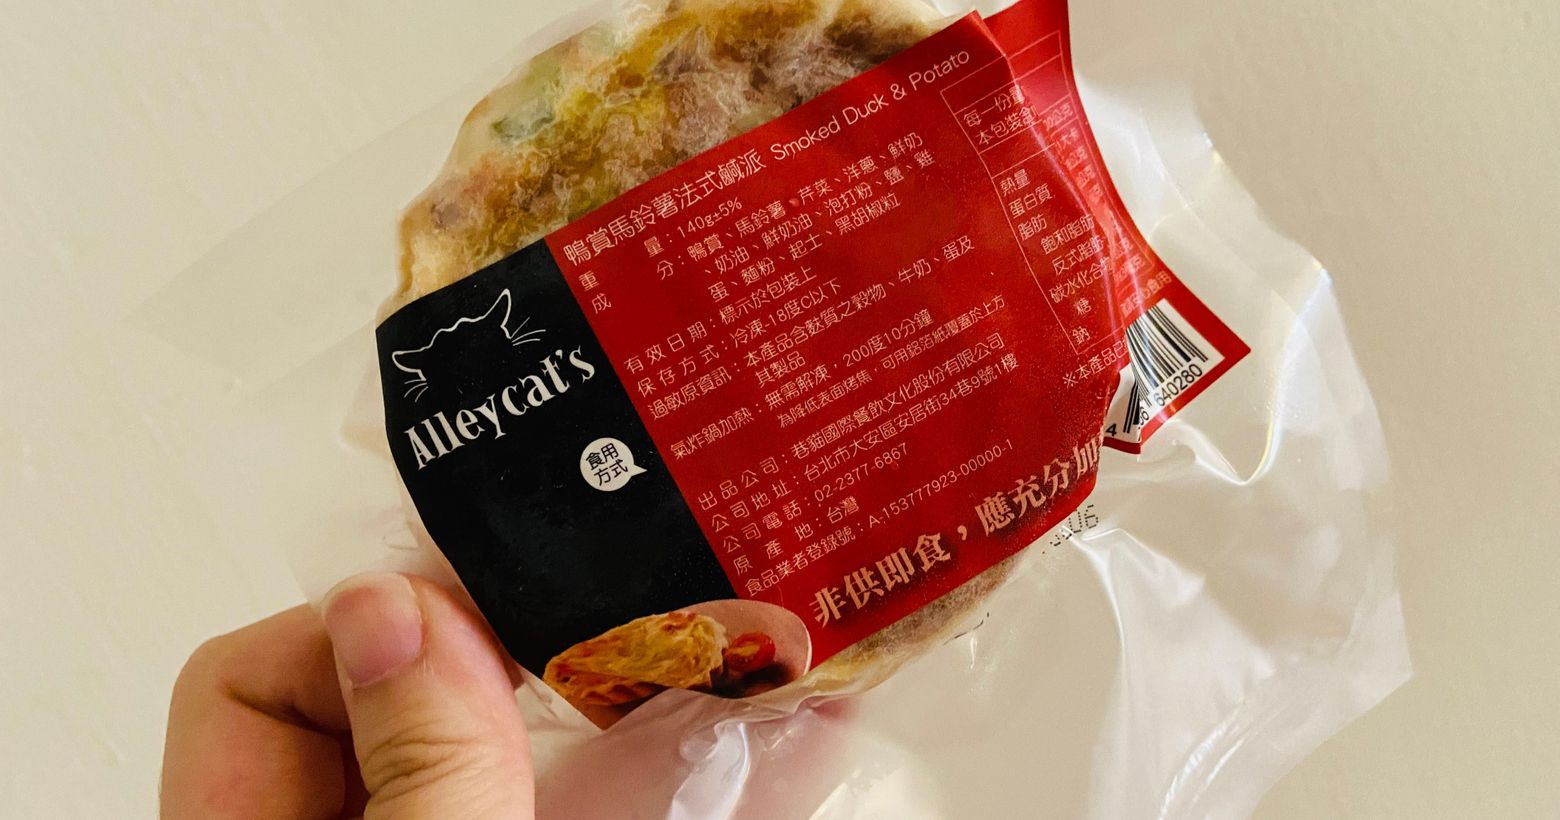 鴨賞馬鈴薯法式鹹派 Smoked Duck & Potato
重量：140g±5%
成分：鴨賞、馬鈴薯、芹菜、洋蔥、鮮奶
、奶油、鮮奶油、泡打粉、鹽、雞
蛋、麵粉、起士、黑胡椒粒
有效日期：標示於包裝上
保存方式：冷凍-18度C以下
過敏原資訊：本產品含麩質之穀物、牛奶、蛋及
其製品
氣炸鍋加熱：無需解凍，200度10分鐘
為降低表面烤焦，可用鋁箔紙覆蓋於上方
出品公司：巷貓國際餐飲文化股份有限公司
公司地址：台北市大安區安居街34巷9號1樓
公司電話：02-2377-6867
原產地：台灣
食品業者登錄號：A-153777923-00000-1
非供即食，應充分加
Alleycat's
食用
方式
每一份量
本包裝含
熱量
蛋白質
脂肪
飽和脂肪
反式脂肪
碳水化合
糖
鈉
※本產品
640280